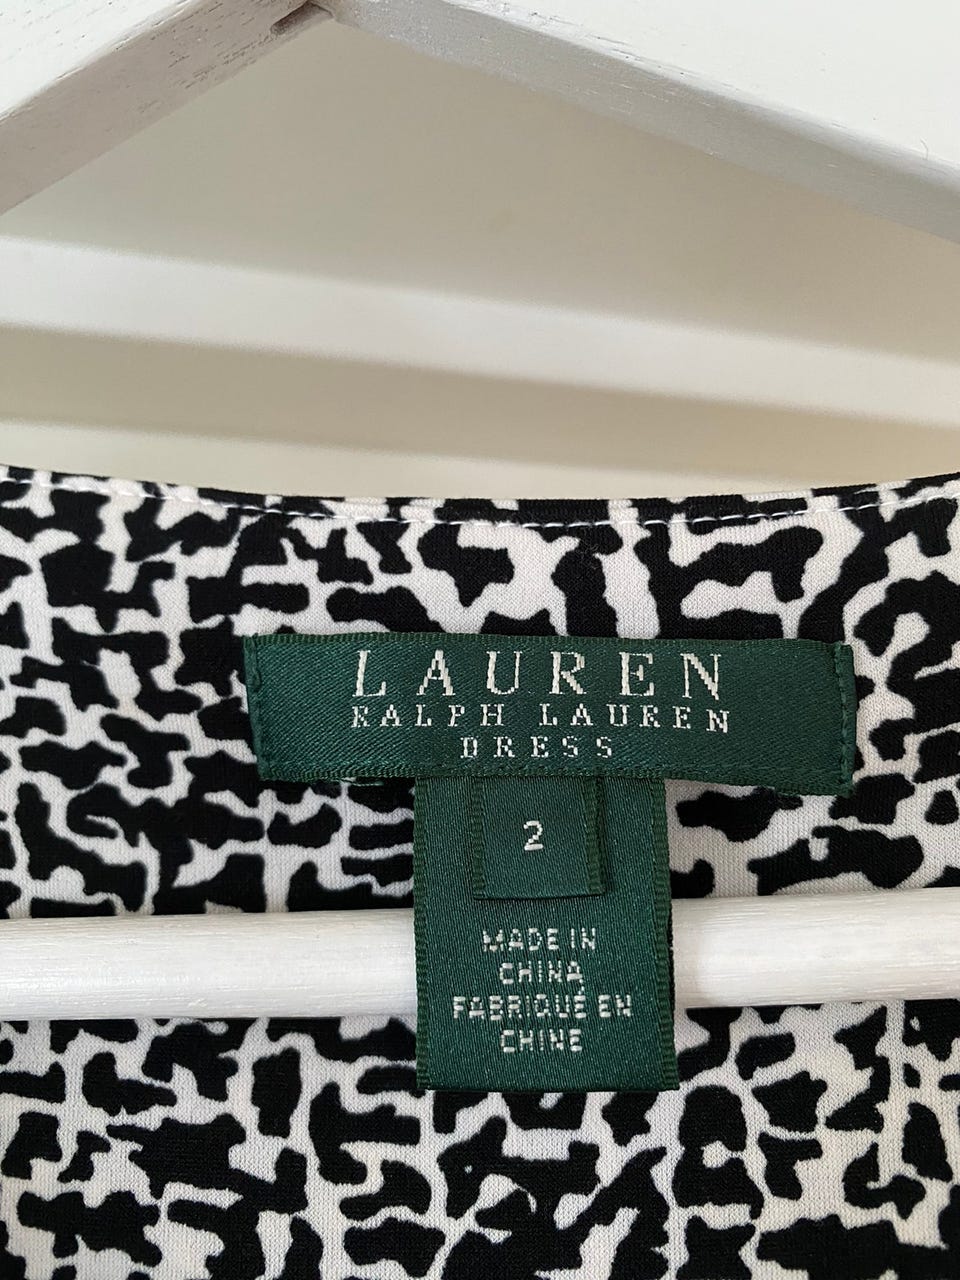 LAUREN
RALPH LAUREN
DRESS
2
MADE IN
CHINA
FABRIQUÉ EN
CHINE